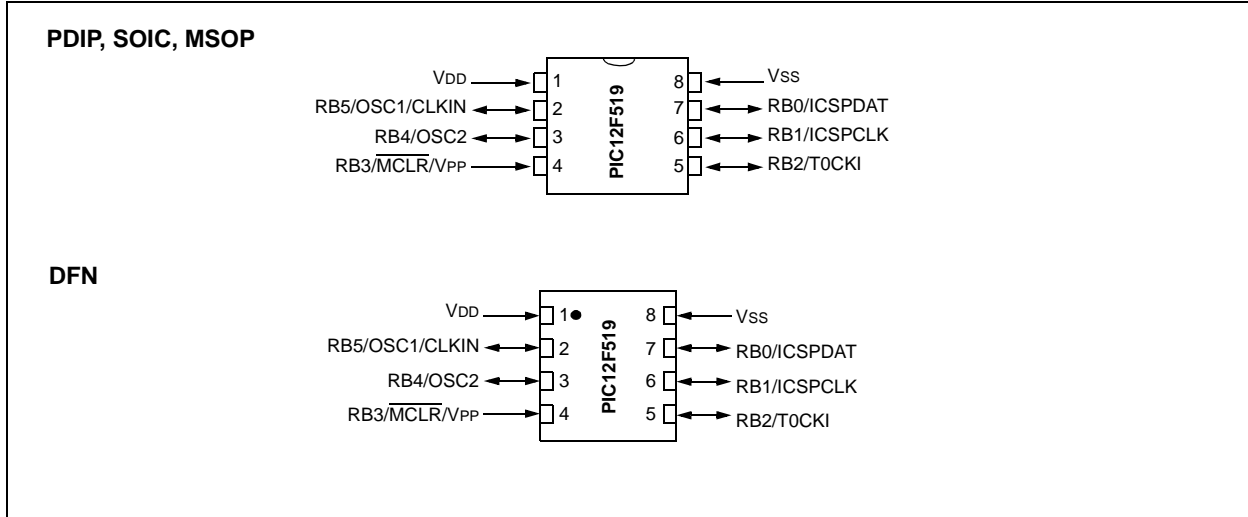 PDIP, SOIC, MSOP
VDD 1 8 VSS
RB5/OSC1/CLKIN 2 7 RB0/ICSPDAT
RB4/OSC2 3 6 RB1/ICSPCLK
RB3/MCLR/VPP 4 5 RB2/T0CKI
PIC12F519
DFN
VDD 1 8 VSS
RB5/OSC1/CLKIN 2 7 RB0/ICSPDAT
RB4/OSC2 3 6 RB1/ICSPCLK
RB3/MCLR/VPP 4 5 RB2/T0CKI
PIC12F519